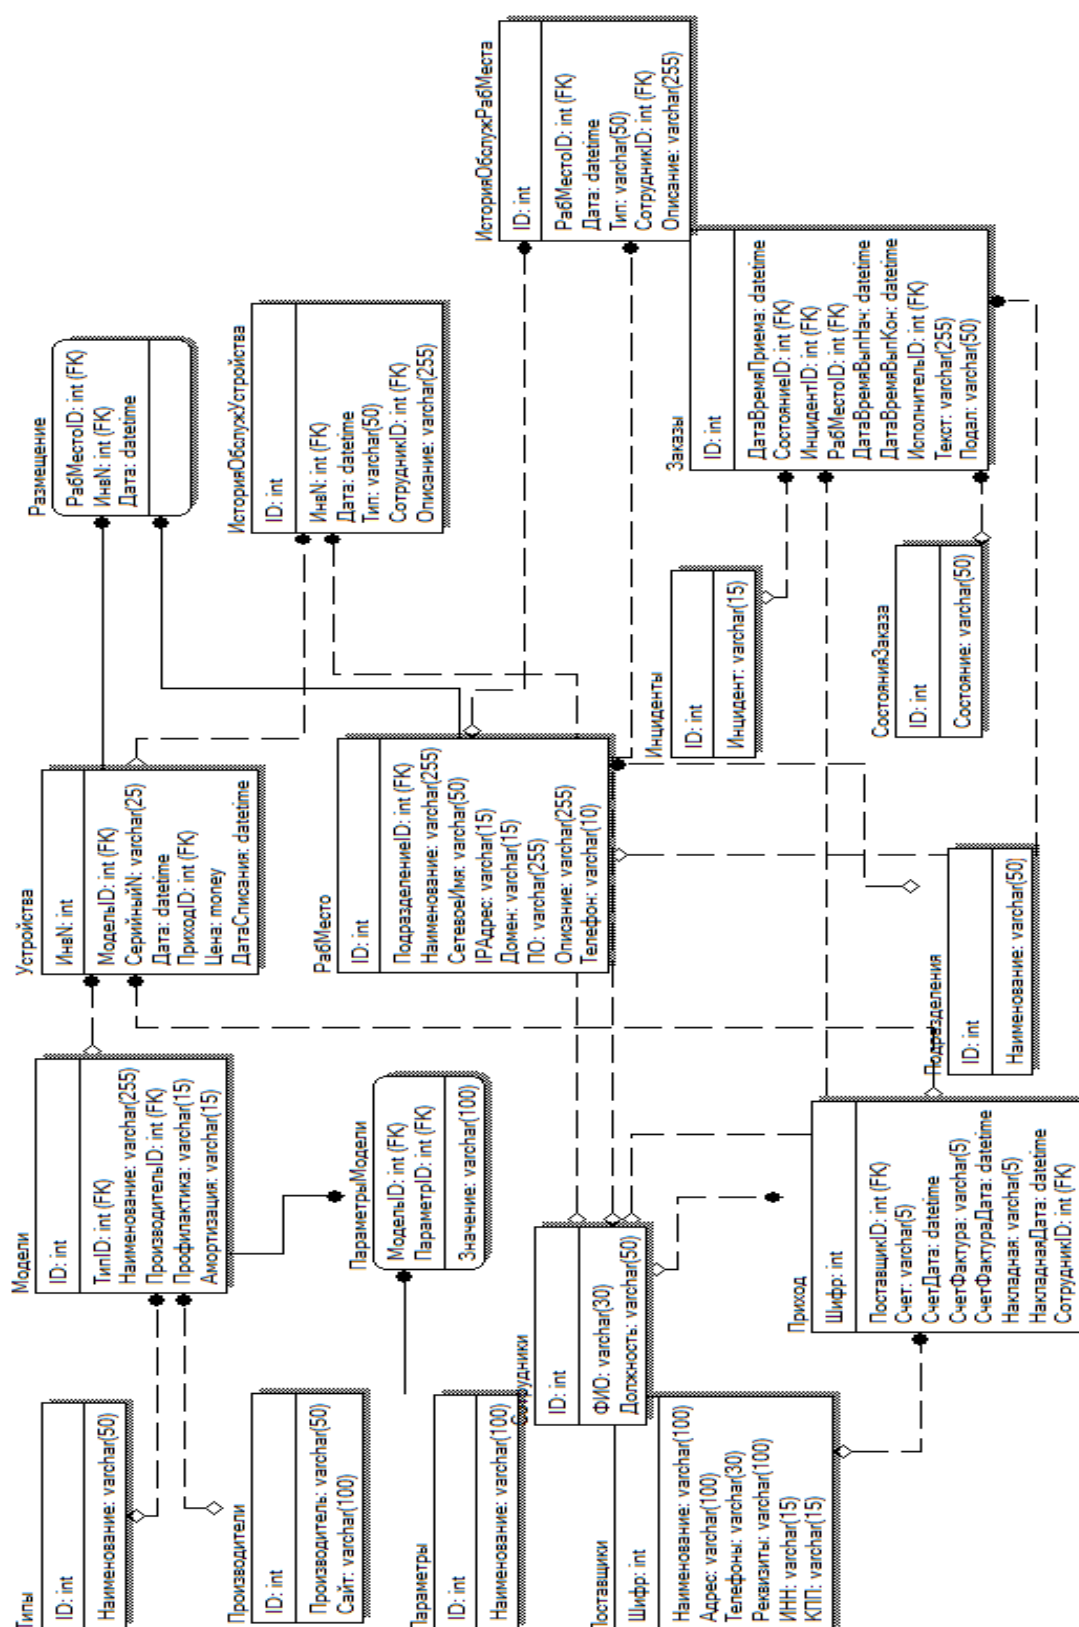 Типы
ID: int
Наименование: varchar(50)
Производители
ID: int
Производитель: varchar(50)
Сайт: varchar(100)
Параметры
ID: int
Наименование: varchar(100)
Поставщики
Шифр: int
Наименование: varchar(100)
Адрес: varchar(100)
Телефоны: varchar(30)
Реквизиты: varchar(100)
ИНН: varchar(15)
КПП: varchar(15)
Модели
ID: int
ТипID: int (FK)
Наименование: varchar(255)
ПроизводительID: int (FK)
Профилактика: varchar(15)
Амортизация: varchar(15)
ПараметрыМодели
МодельID: int (FK)
ПараметрID: int (FK)
Значение: varchar(100)
Сотрудники
ID: int
ФИО: varchar(30)
Должность: varchar(50)
Приход
Шифр: int
ПоставщикID: int (FK)
Счет: varchar(5)
СчетДата: datetime
СчетФактура: varchar(5)
СчетФактураДата: datetime
Накладная: varchar(5)
НакладнаяДата: datetime
СотрудникID: int (FK)
Устройства
ИнвN: int
МодельID: int (FK)
СерийныйN: varchar(25)
Дата: datetime
ПриходID: int (FK)
Цена: money
ДатаСписания: datetime
РабМесто
ID: int
ПодразделениеID: int (FK)
Наименование: varchar(255)
СетевоеИмя: varchar(50)
IPАдрес: varchar(15)
Домен: varchar(15)
ПО: varchar(255)
Описание: varchar(255)
Телефон: varchar(10)
Подразделения
ID: int
Наименование: varchar(50)
Инциденты
ID: int
Инцидент: varchar(15)
СостоянияЗаказа
ID: int
Состояние: varchar(50)
Размещение
РабМестоID: int (FK)
ИнвN: int (FK)
Дата: datetime
ИсторияОбслужУстройства
ID: int
ИнвN: int (FK)
Дата: datetime
Тип: varchar(50)
СотрудникID: int (FK)
Описание: varchar(255)
ИсторияОбслужРабМеста
ID: int
РабМестоID: int (FK)
Дата: datetime
Тип: varchar(50)
СотрудникID: int (FK)
Описание: varchar(255)
Заказы
ID: int
ДатаВремяПриема: datetime
СостояниеID: int (FK)
ИнцидентID: int (FK)
РабМестоID: int (FK)
ДатаВремяВыпНач: datetime
ДатаВремяВыпКон: datetime
ИсполнительID: int (FK)
Текст: varchar(255)
Подал: varchar(50)